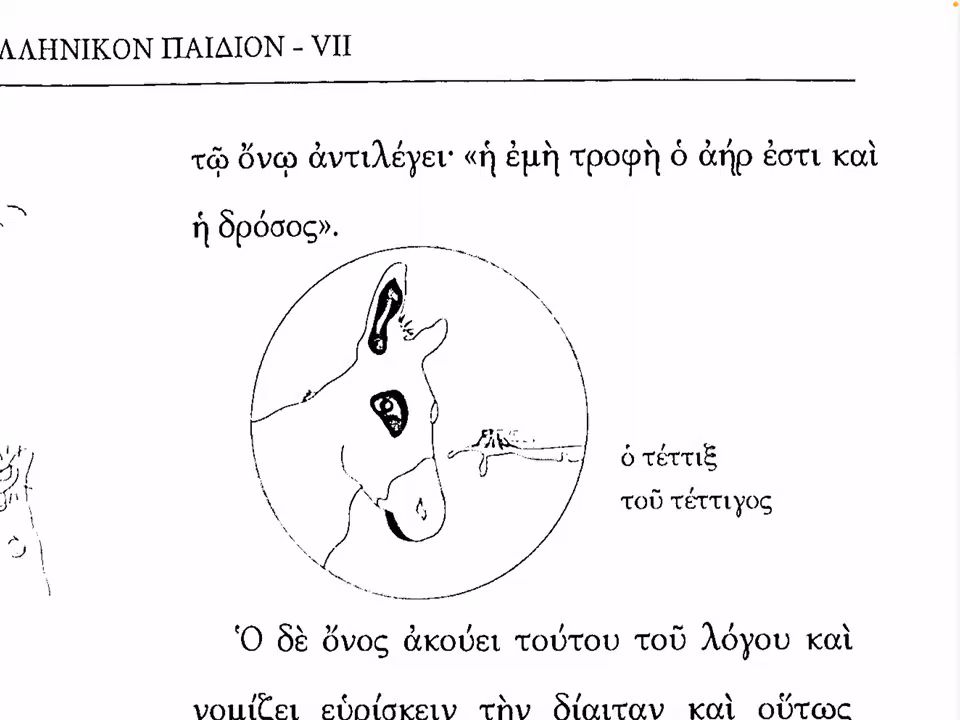 ΛΛΗΝΙΚΟΝ ΠΑΙΔΙΟΝ – VII
τῷ ὄνῳ ἀντιλέγει· «ἡ ἐμὴ τροφὴ ὁ ἀήρ ἐστι καὶ
ἡ δρόσος».
ὁ τέττιξ
τοῦ τέττιγος
Ὁ δὲ ὄνος ἀκούει τούτου τοῦ λόγου καὶ
νομίζει εὑρίσκειν τὴν δίαιταν καὶ οὕτως